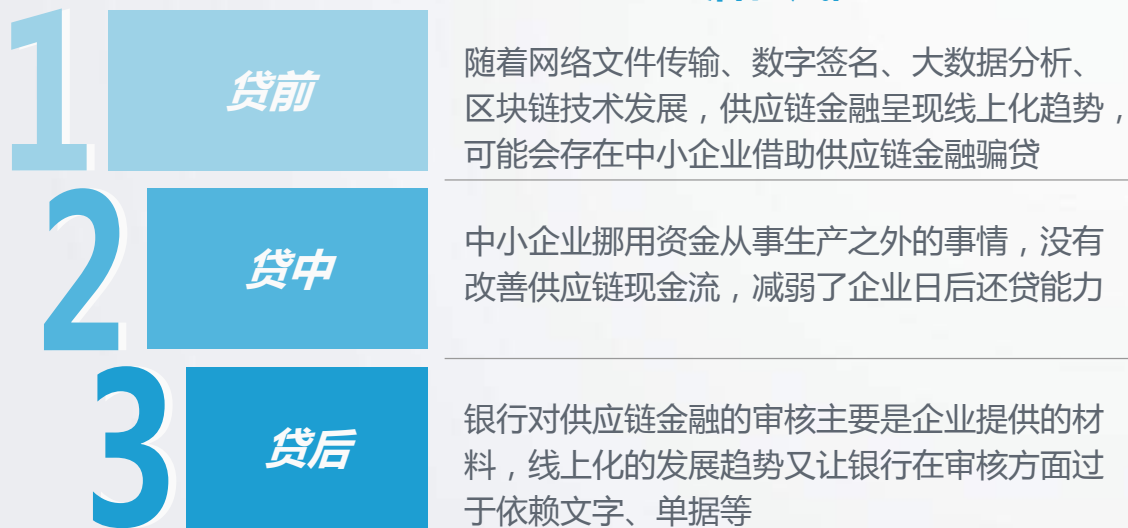 1
贷前
随着网络文件传输、数字签名、大数据分析、
区块链技术发展，供应链金融呈现线上化趋势，
可能会存在中小企业借助供应链金融骗贷
2
贷中
中小企业挪用资金从事生产之外的事情，没有
改善供应链现金流，减弱了企业日后还贷能力
3
贷后
银行对供应链金融的审核主要是企业提供的材
料，线上化的发展趋势又让银行在审核方面过
于依赖文字、单据等